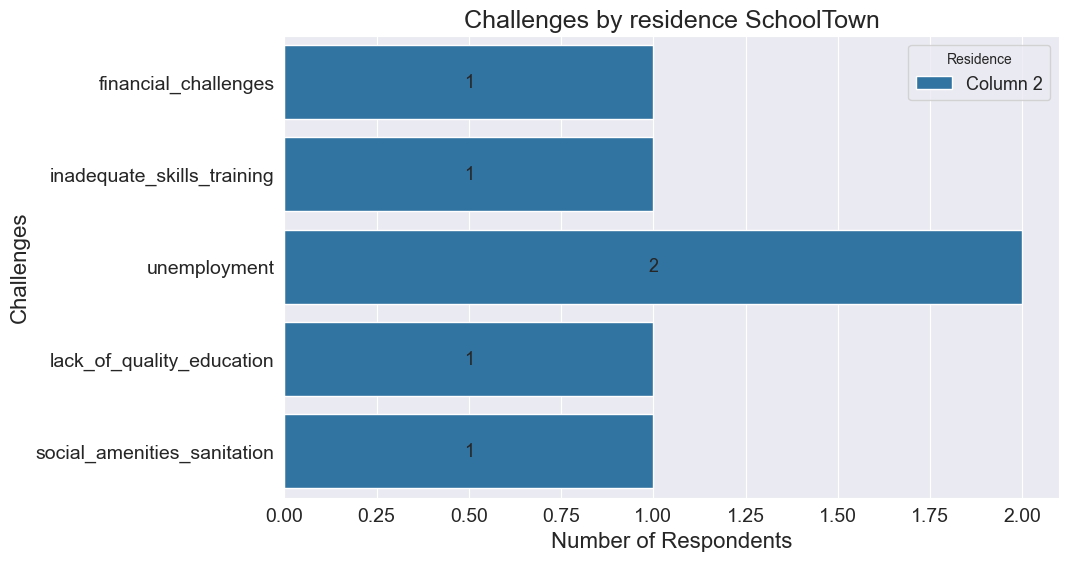 Challenges by residence SchoolTown
Residence
Column 2
Challenges
financial_challenges
1
inadequate_skills_training
1
unemployment
2
lack_of_quality_education
1
social_amenities_sanitation
1
0.00 0.25 0.50 0.75 1.00 1.25 1.50 1.75 2.00
Number of Respondents